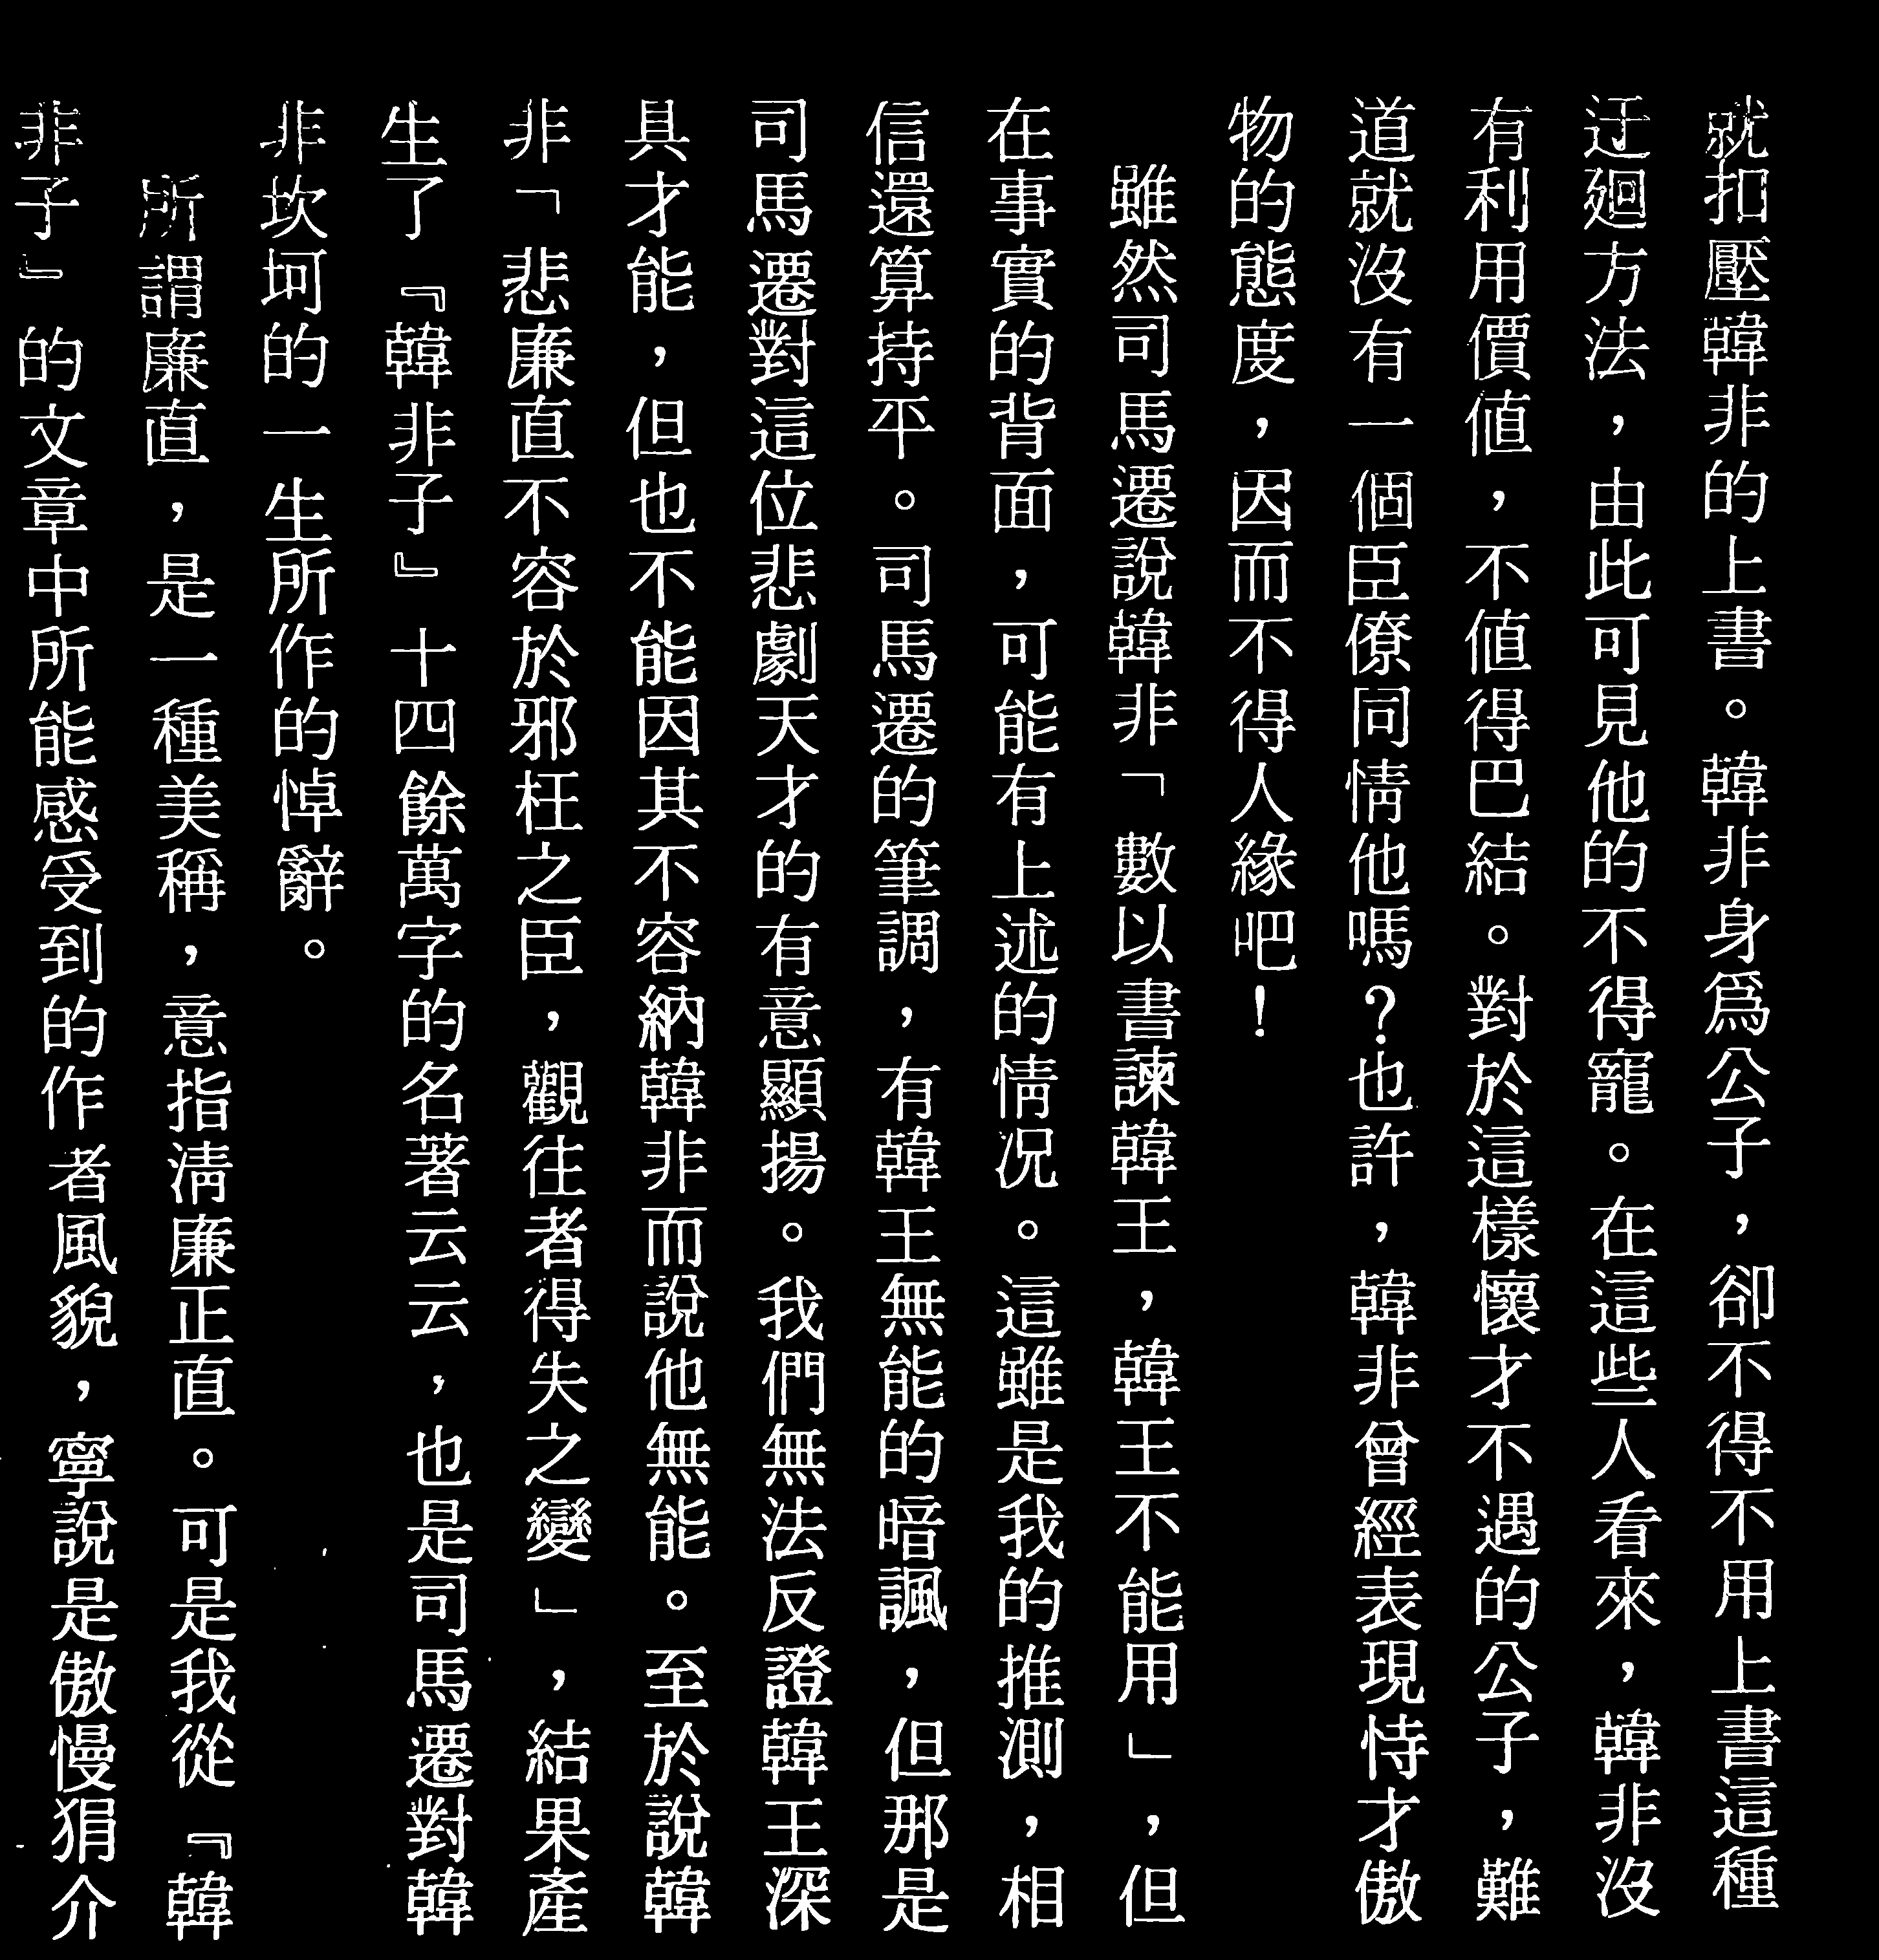 就扣壓韓非的上書。韓非身爲公子，卻不得不用上書這種
迂廻方法，由此可見他的不得寵。在這些人看來，韓非沒
有利用價値，不値得巴結。對於這樣懷才不遇的公子，難
道就沒有一個臣僚同情他嗎？也許，韓非曾經表現恃才傲
物的態度，因而不得人緣吧！
雖然司馬遷說韓非「數以書諫韓王，韓王不能用」，但
在事實的背面，可能有上述的情況。這雖是我的推測，相
信還算持平。司馬遷的筆調，有韓王無能的暗諷，但那是
司馬遷對這位悲劇天才的有意顯揚。我們無法反證韓王深
具才能，但也不能因其不容納韓非而說他無能。至於說韓
非「悲廉直不容於邪枉之臣，觀往者得失之變」，結果產
生了『韓非子』十四餘萬字的名著云云，也是司馬遷對韓
非坎坷的一生所作的悼辭。
所謂廉直，是一種美稱，意指淸廉正直。可是我從『韓
非子』的文章中所能感受到的作者風貌，寧說是傲慢狷介